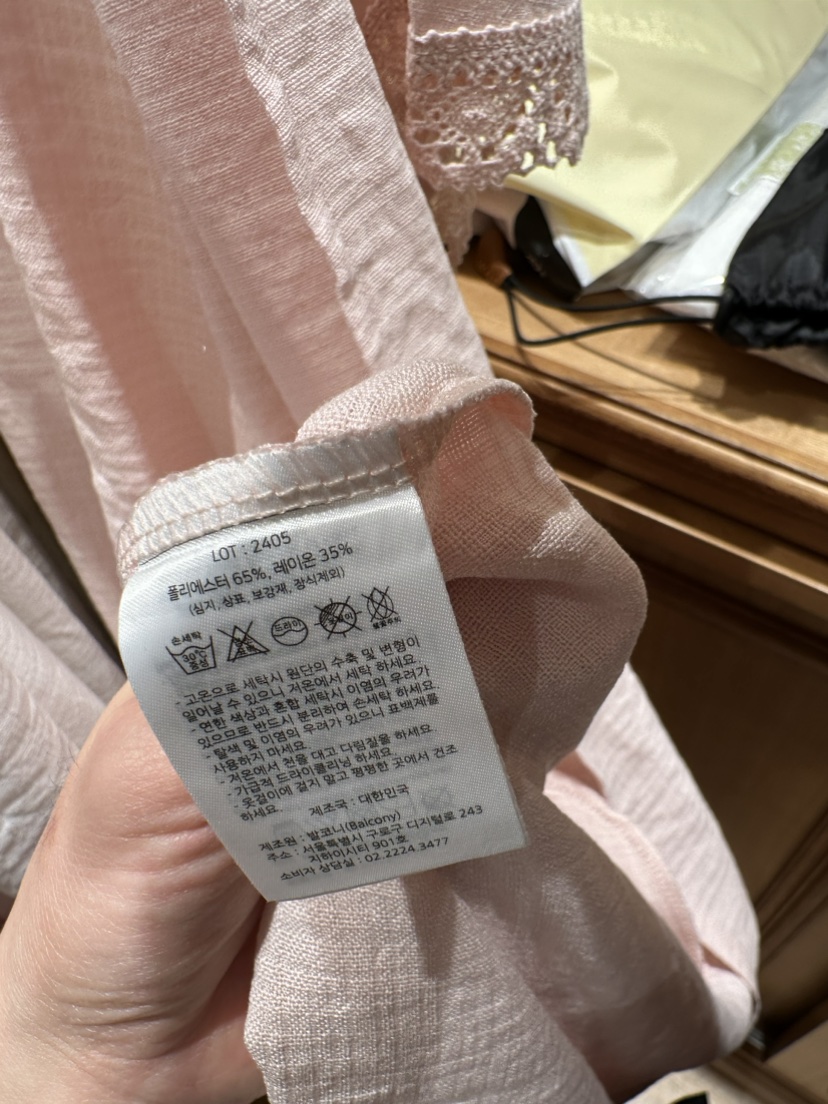 LOT : 2405
폴리에스터 65%, 레이온 35%
(심지, 상표, 보강재, 장식제외)
손세탁
30℃
중성
드라이
- 고온으로 세탁시 원단의 수축 및 변형이
일어날 수 있으니 저온에서 세탁 하세요.
- 연한 색상과 혼합 세탁시 이염의 우려가
있으므로 반드시 분리하여 손세탁 하세요.
- 탈색 및 이염의 우려가 있으니 표백제를
사용하지 마세요.
- 저온에서 천을 대고 다림질을 하세요.
- 가급적 드라이클리닝 하세요.
- 옷걸이에 걸지 말고 평평한 곳에서 건조
하세요.
제조국 : 대한민국
제조원 : 발코니(Balcony)
주소 : 서울특별시 구로구 디지털로 243
지하이시티 901호
소비자 상담실 : 02.2224.3477